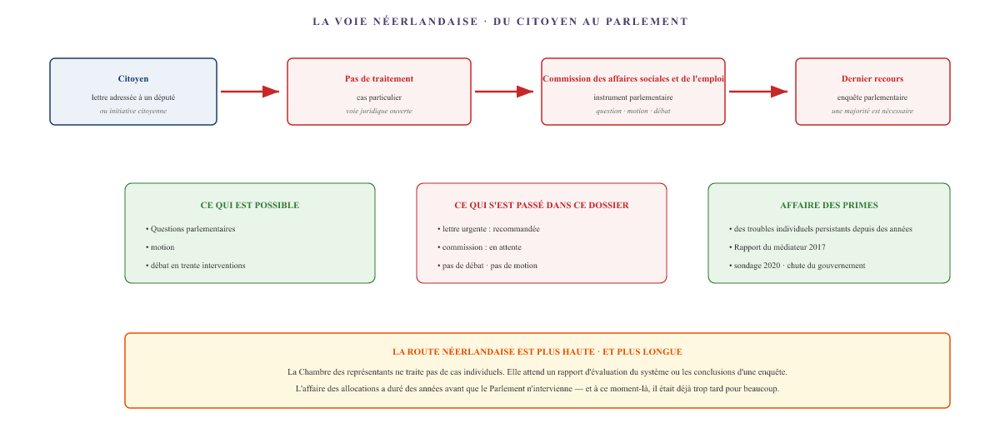 LA VOIE NÉERLANDAISE · DU CITOYEN AU PARLEMENT
Citoyen
lettre adressée à un député
ou initiative citoyenne
Pas de traitement
cas particulier
voie juridique ouverte
Commission des affaires sociales et de l'emploi
instrument parlementaire
question · motion · débat
Dernier recours
enquête parlementaire
une majorité est nécessaire
CE QUI EST POSSIBLE
• Questions parlementaires
• motion
• débat en trente interventions
CE QUI S'EST PASSÉ DANS CE DOSSIER
• lettre urgente : recommandée
• commission : en attente
• pas de débat · pas de motion
AFFAIRE DES PRIMES
• des troubles individuels persistants depuis des années
• Rapport du médiateur 2017
• sondage 2020 · chute du gouvernement
LA ROUTE NÉERLANDAISE EST PLUS HAUTE · ET PLUS LONGUE
La Chambre des représentants ne traite pas de cas individuels. Elle attend un rapport d'évaluation du système ou les conclusions d'une enquête.
L'affaire des allocations a duré des années avant que le Parlement n'intervienne — et à ce moment-là, il était déjà trop tard pour beaucoup.